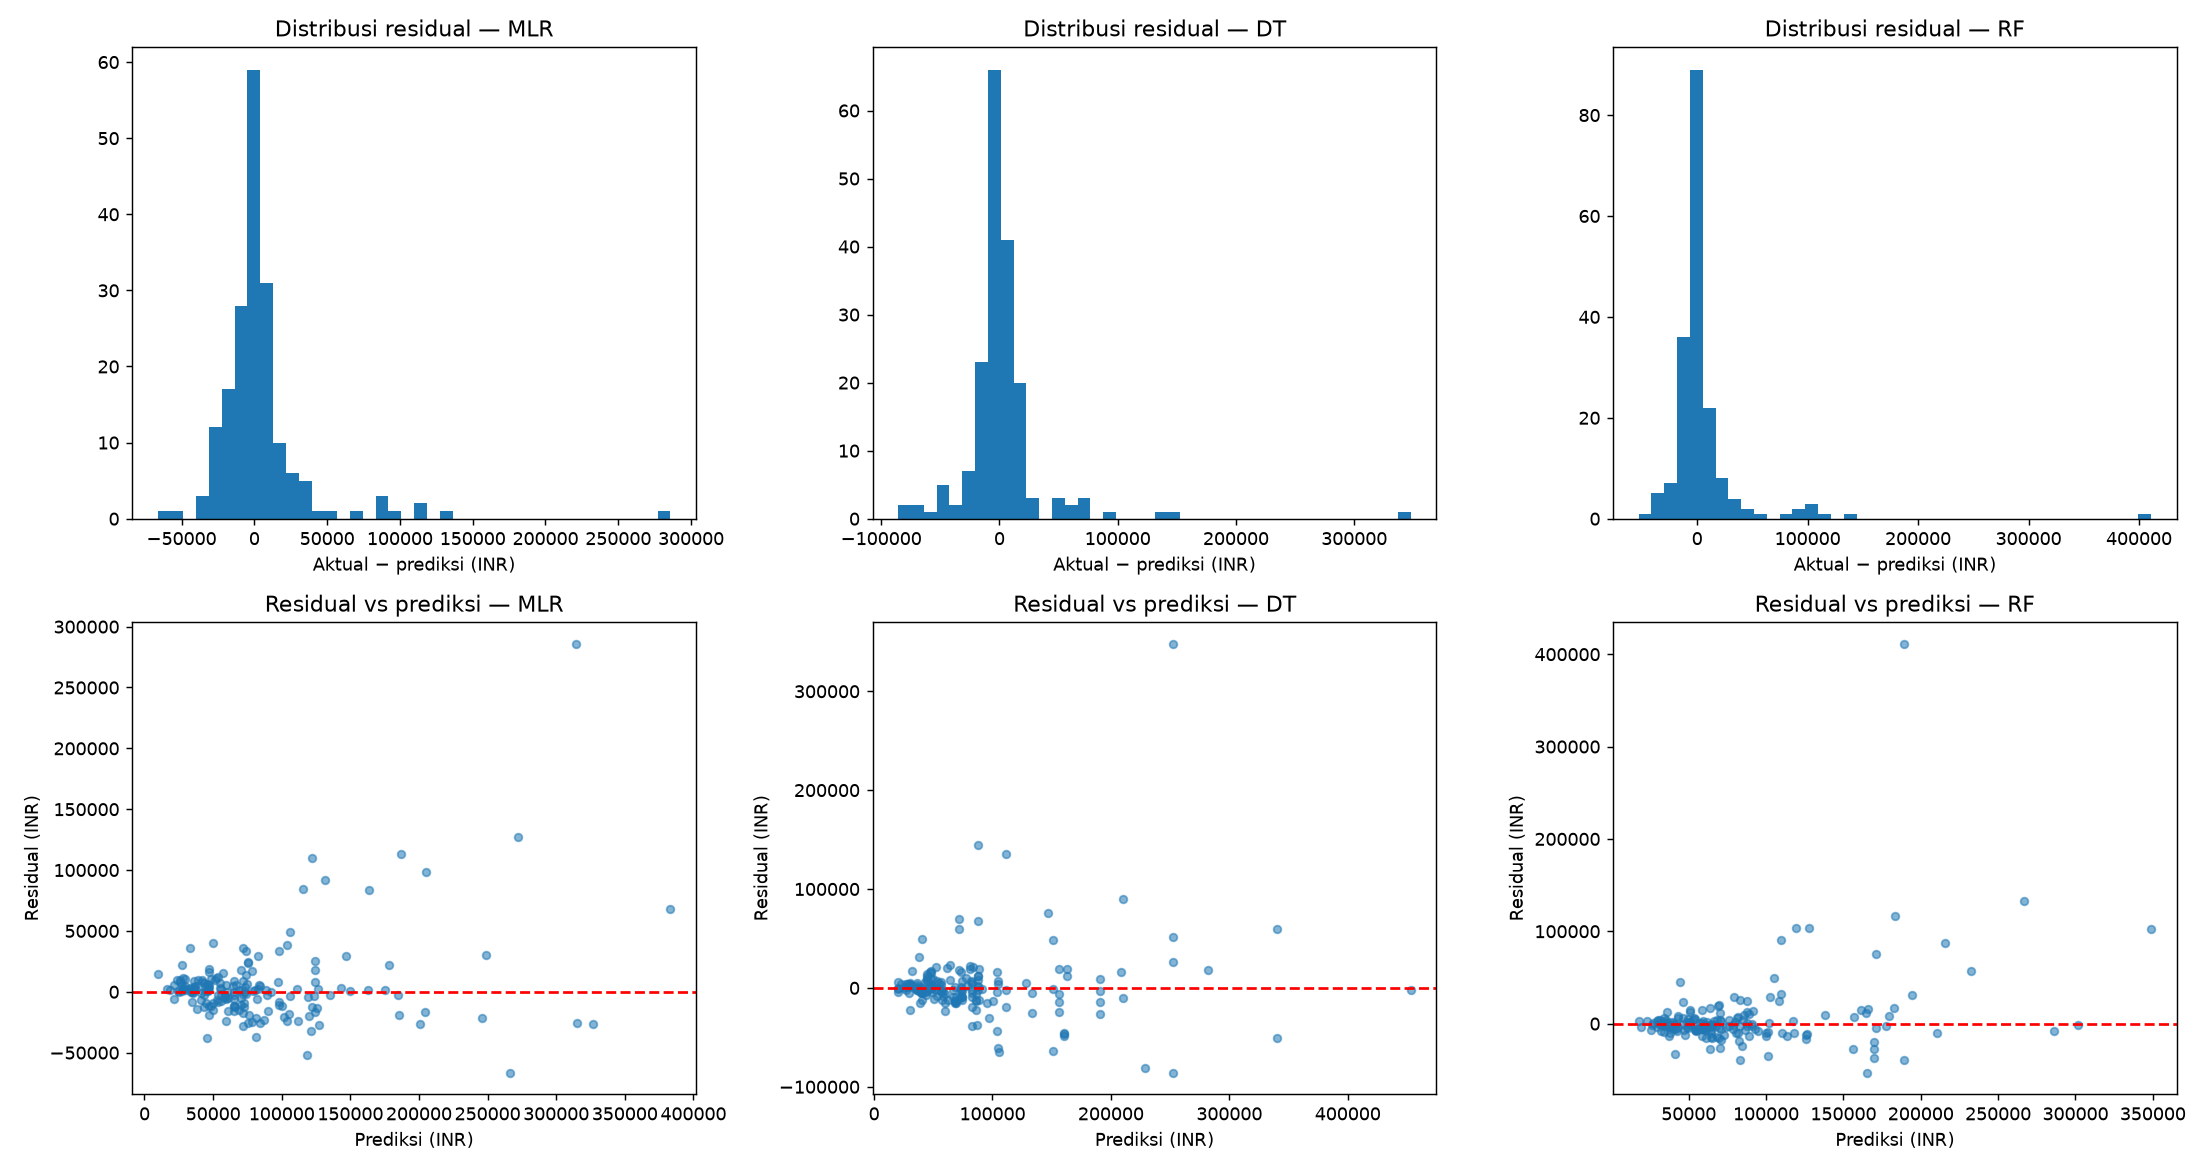 Distribusi residual — MLR
60
50
40
30
20
10
0
−50000 0 50000 100000 150000 200000 250000 300000
Aktual − prediksi (INR)
Distribusi residual — DT
60
50
40
30
20
10
0
−100000 0 100000 200000 300000
Aktual − prediksi (INR)
Distribusi residual — RF
80
60
40
20
0
0 100000 200000 300000 400000
Aktual − prediksi (INR)
Residual vs prediksi — MLR
Residual (INR)
300000
250000
200000
150000
100000
50000
0
−50000
0 50000 100000 150000 200000 250000 300000 350000 400000
Prediksi (INR)
Residual vs prediksi — DT
Residual (INR)
300000
200000
100000
0
−100000
0 100000 200000 300000 400000
Prediksi (INR)
Residual vs prediksi — RF
Residual (INR)
400000
300000
200000
100000
0
50000 100000 150000 200000 250000 300000 350000
Prediksi (INR)